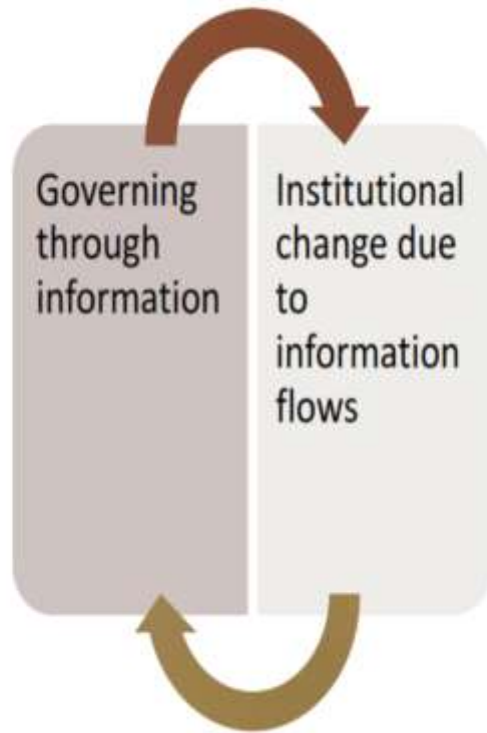 Governing
through
information
Institutional
change due
to
information
flows